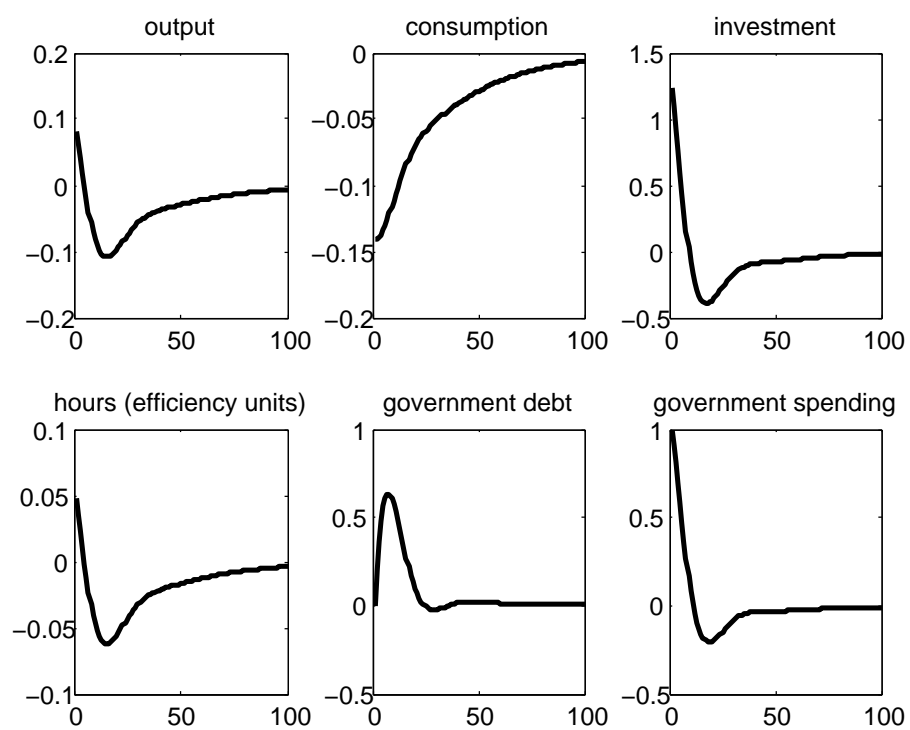 output
0.2
0.1
0
−0.1
−0.2
0 50 100
consumption
0
−0.05
−0.1
−0.15
−0.2
0 50 100
investment
1.5
1
0.5
0
−0.5
0 50 100
hours (efficiency units)
0.1
0.05
0
−0.05
−0.1
0 50 100
government debt
1
0.5
0
−0.5
0 50 100
government spending
1
0.5
0
−0.5
0 50 100